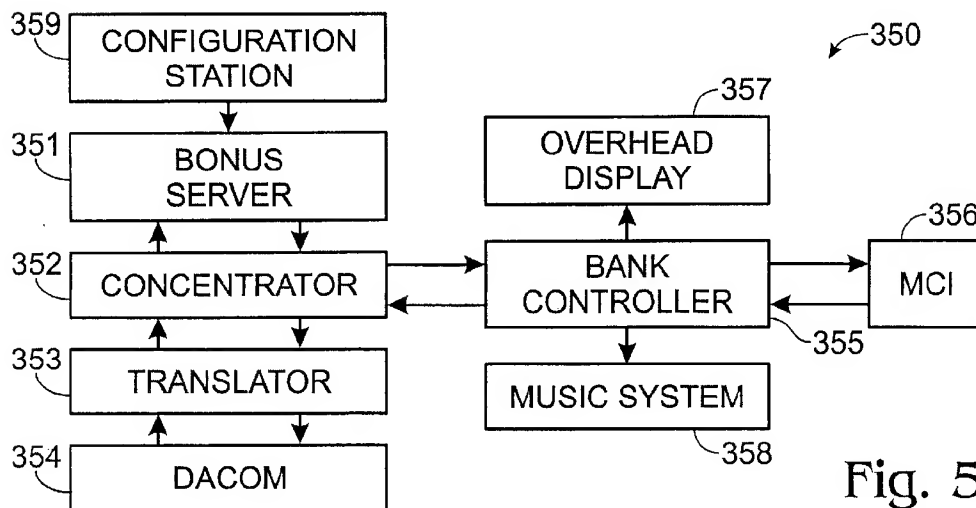 359
CONFIGURATION
STATION
350
351
BONUS
SERVER
357
OVERHEAD
DISPLAY
352
CONCENTRATOR
BANK
CONTROLLER
355
356
MCI
353
TRANSLATOR
MUSIC SYSTEM
358
354
DACOM
Fig. 5